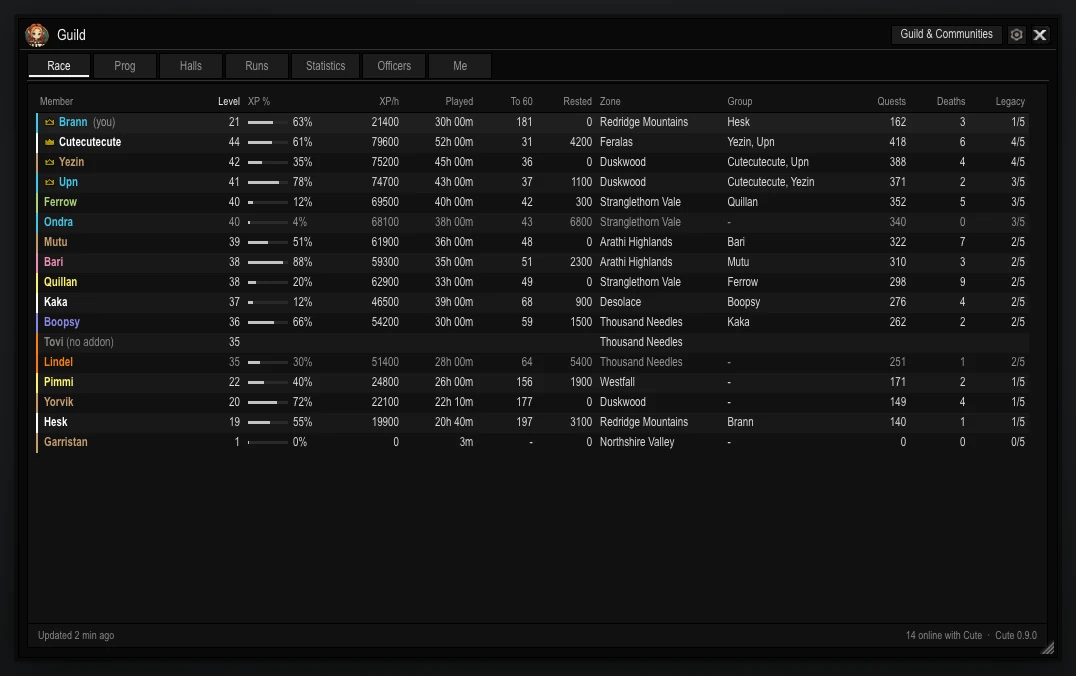 Guild
Guild & Communities
Race Prog Halls Runs Statistics Officers Me
Member Level XP % XP/h Played To 60 Rested Zone Group Quests Deaths Legacy
Brann (you) 21 63% 21400 30h 00m 181 0 Redridge Mountains Hesk 162 3 1/5
Cutecutecute 44 61% 79600 52h 00m 31 4200 Feralas Yezin, Upn 418 6 4/5
Yezin 42 35% 75200 45h 00m 36 0 Duskwood Cutecutecute, Upn 388 4 4/5
Upn 41 78% 74700 43h 00m 37 1100 Duskwood Cutecutecute, Yezin 371 2 3/5
Ferrow 40 12% 69500 40h 00m 42 300 Stranglethorn Vale Quillan 352 5 3/5
Ondra 40 4% 68100 38h 00m 43 6800 Stranglethorn Vale - 340 0 3/5
Mutu 39 51% 61900 36h 00m 48 0 Arathi Highlands Bari 322 7 2/5
Bari 38 88% 59300 35h 00m 51 2300 Arathi Highlands Mutu 310 3 2/5
Quillan 38 20% 62900 33h 00m 49 0 Stranglethorn Vale Ferrow 298 9 2/5
Kaka 37 12% 46500 39h 00m 68 900 Desolace Boopsy 276 4 2/5
Boopsy 36 66% 54200 30h 00m 59 1500 Thousand Needles Kaka 262 2 2/5
Tovi (no addon) 35 Thousand Needles
Lindel 35 30% 51400 28h 00m 64 5400 Thousand Needles - 251 1 2/5
Pimmi 22 40% 24800 26h 00m 156 1900 Westfall - 171 2 1/5
Yorvik 20 72% 22100 22h 10m 177 0 Duskwood - 149 4 1/5
Hesk 19 55% 19900 20h 40m 197 3100 Redridge Mountains Brann 140 1 1/5
Garristan 1 0% 0 3m - 0 Northshire Valley - 0 0 0/5
Updated 2 min ago
14 online with Cute · Cute 0.9.0